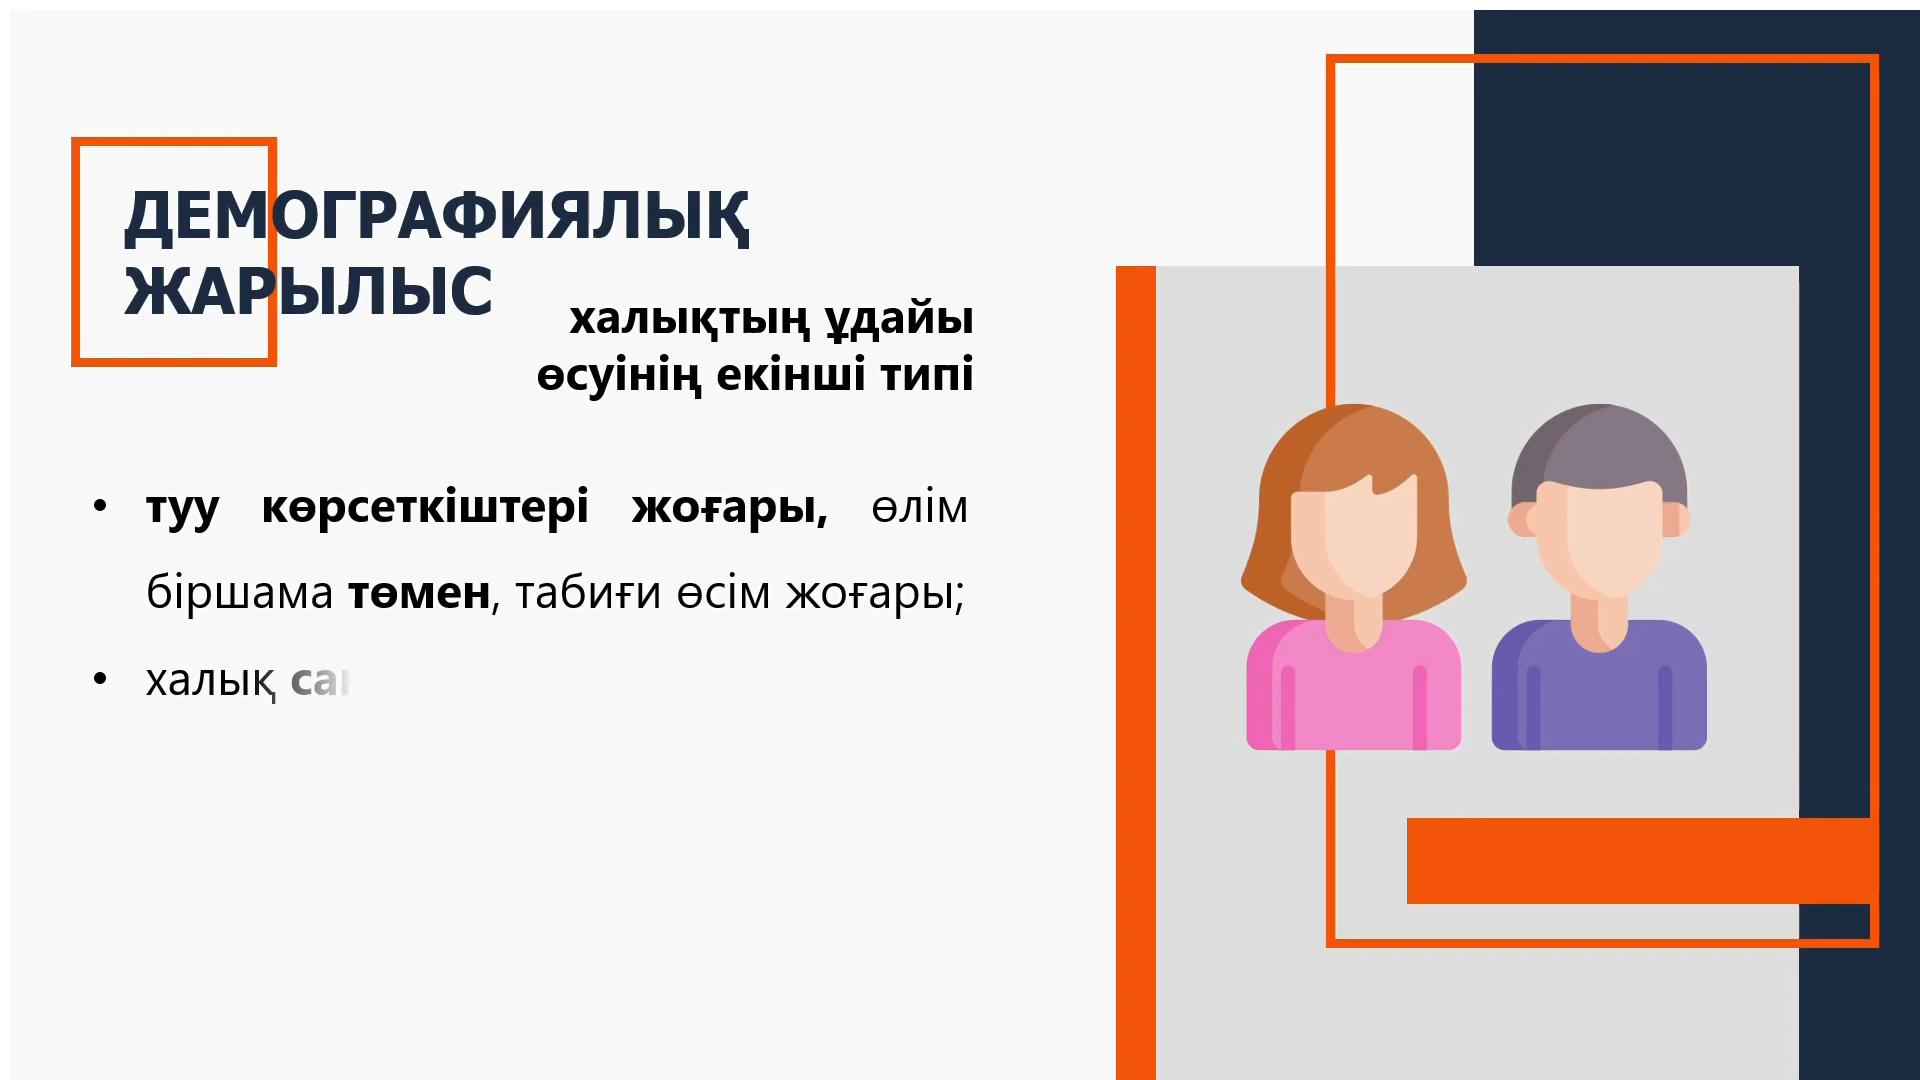 ДЕМОГРАФИЯЛЫҚ
ЖАРЫЛЫС
халықтың ұдайы
өсуінің екінші типі
• туу көрсеткіштері жоғары, өлім
біршама төмен, табиғи өсім жоғары;
• халық